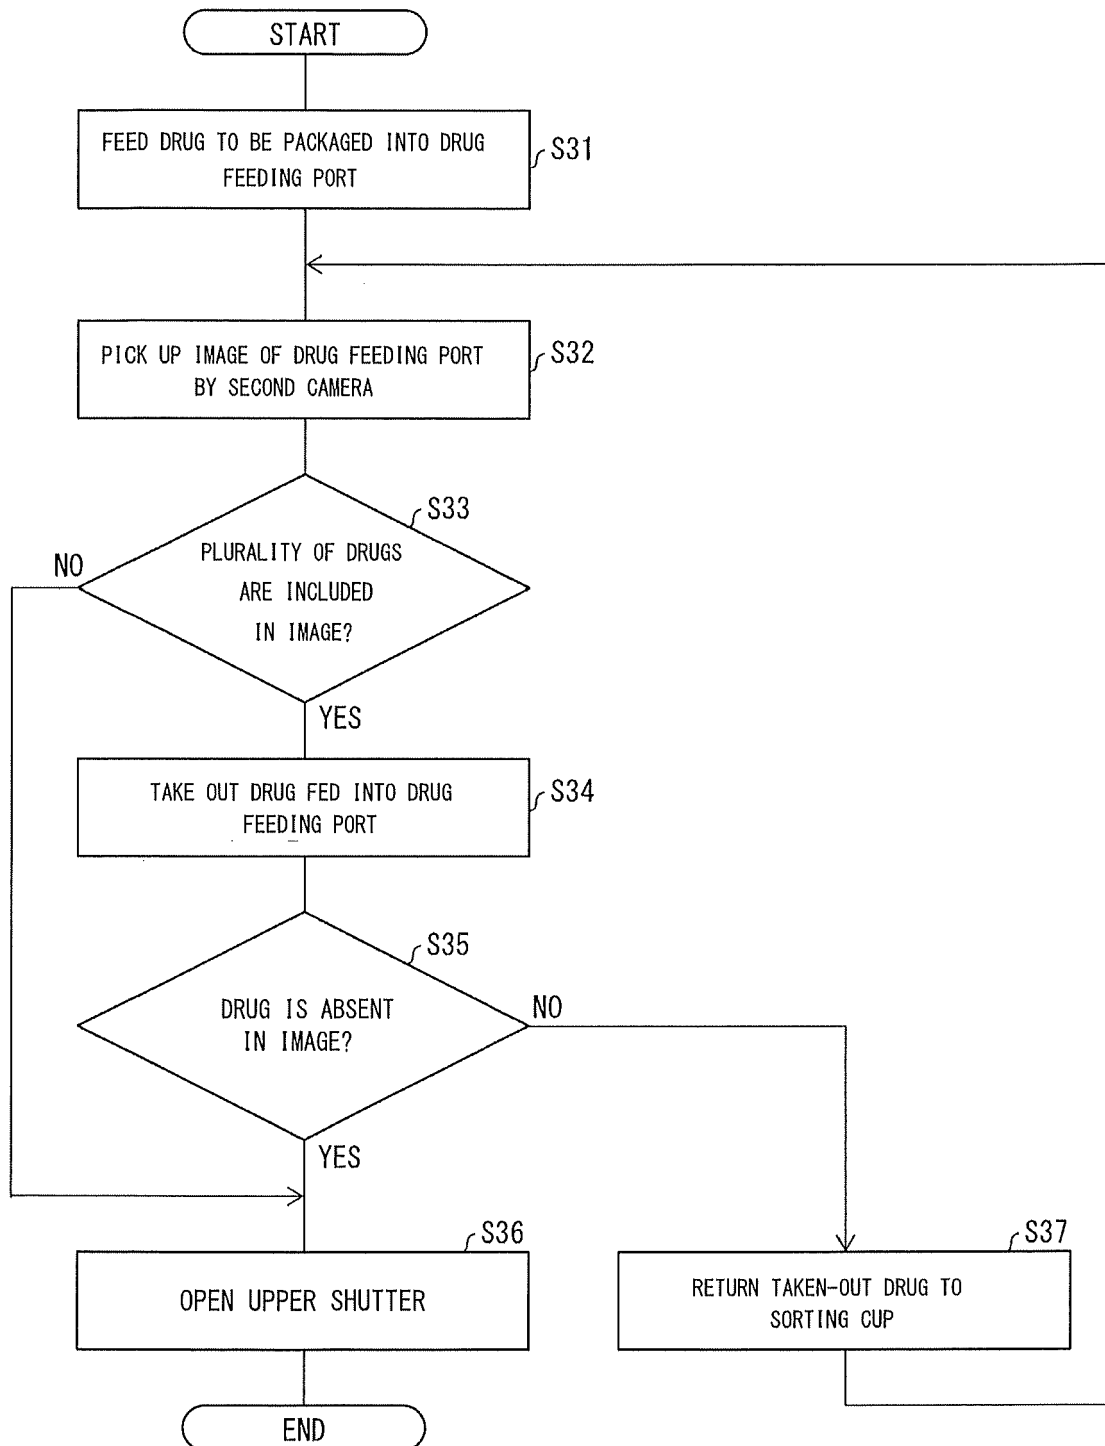 START
FEED DRUG TO BE PACKAGED INTO DRUG
FEEDING PORT
S31
PICK UP IMAGE OF DRUG FEEDING PORT
BY SECOND CAMERA
S32
S33
PLURALITY OF DRUGS
ARE INCLUDED
IN IMAGE?
NO
YES
TAKE OUT DRUG FED INTO DRUG
FEEDING PORT
S34
S35
DRUG IS ABSENT
IN IMAGE?
NO
YES
S36
OPEN UPPER SHUTTER
S37
RETURN TAKEN-OUT DRUG TO
SORTING CUP
END